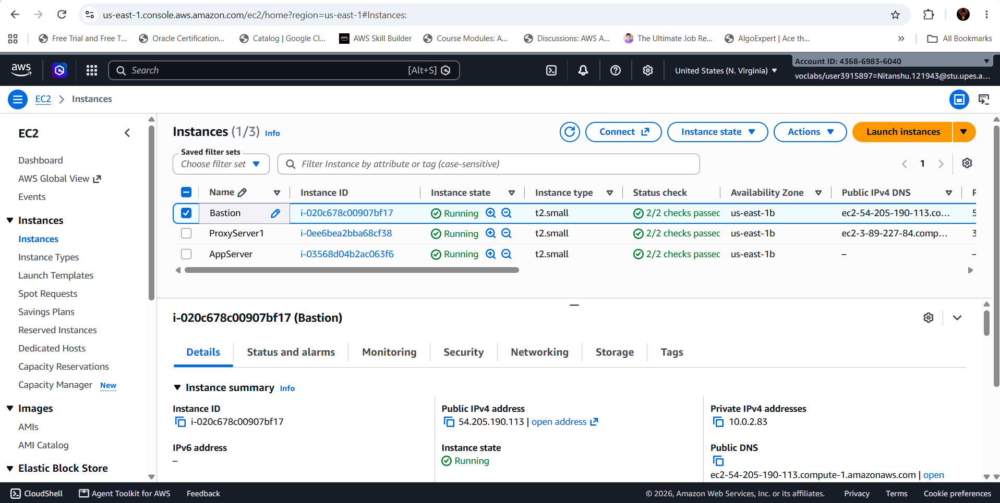 us-east-1.console.aws.amazon.com/ec2/home?region=us-east-1#Instances:
Free Trial and Free T...
Oracle Certification...
Catalog | Google Cl...
aws
AWS Skill Builder
Course Modules: A...
Discussions: AWS A...
The Ultimate Job Re...
AlgoExpert | Ace th...
»
All Bookmarks
aws
Search
[Alt+S]
United States (N. Virginia)
Account ID: 4368-6983-6040
voclabs/user3915897=Nitanshu.121943@stu.upes.a...
EC2
Instances
EC2
Dashboard
AWS Global View
Events
Instances
Instances
Instance Types
Launch Templates
Spot Requests
Savings Plans
Reserved Instances
Dedicated Hosts
Capacity Reservations
Capacity Manager New
Images
AMIs
AMI Catalog
Elastic Block Store
Instances (1/3) Info
Connect
Instance state
Actions
Launch instances
Saved filter sets
Choose filter set
Filter Instance by attribute or tag (case-sensitive)
1
Name Instance ID Instance state Instance type Status check Availability Zone Public IPv4 DNS
Bastion i-020c678c00907bf17 Running t2.small 2/2 checks passed us-east-1b ec2-54-205-190-113.co... 5
ProxyServer1 i-0ee6bea2bba68cf38 Running t2.small 2/2 checks passed us-east-1b ec2-3-89-227-84.comp... 3
AppServer i-03568d04b2ac063f6 Running t2.small 2/2 checks passed us-east-1b – –
i-020c678c00907bf17 (Bastion)
Details
Status and alarms
Monitoring
Security
Networking
Storage
Tags
Instance summary Info
Instance ID
i-020c678c00907bf17
Public IPv4 address
54.205.190.113 | open address
Private IPv4 addresses
10.0.2.83
IPv6 address
–
Instance state
Running
Public DNS
ec2-54-205-190-113.compute-1.amazonaws.com | open
CloudShell
Agent Toolkit for AWS
Feedback
© 2026, Amazon Web Services, Inc. or its affiliates.
Privacy
Terms
Cookie preferences